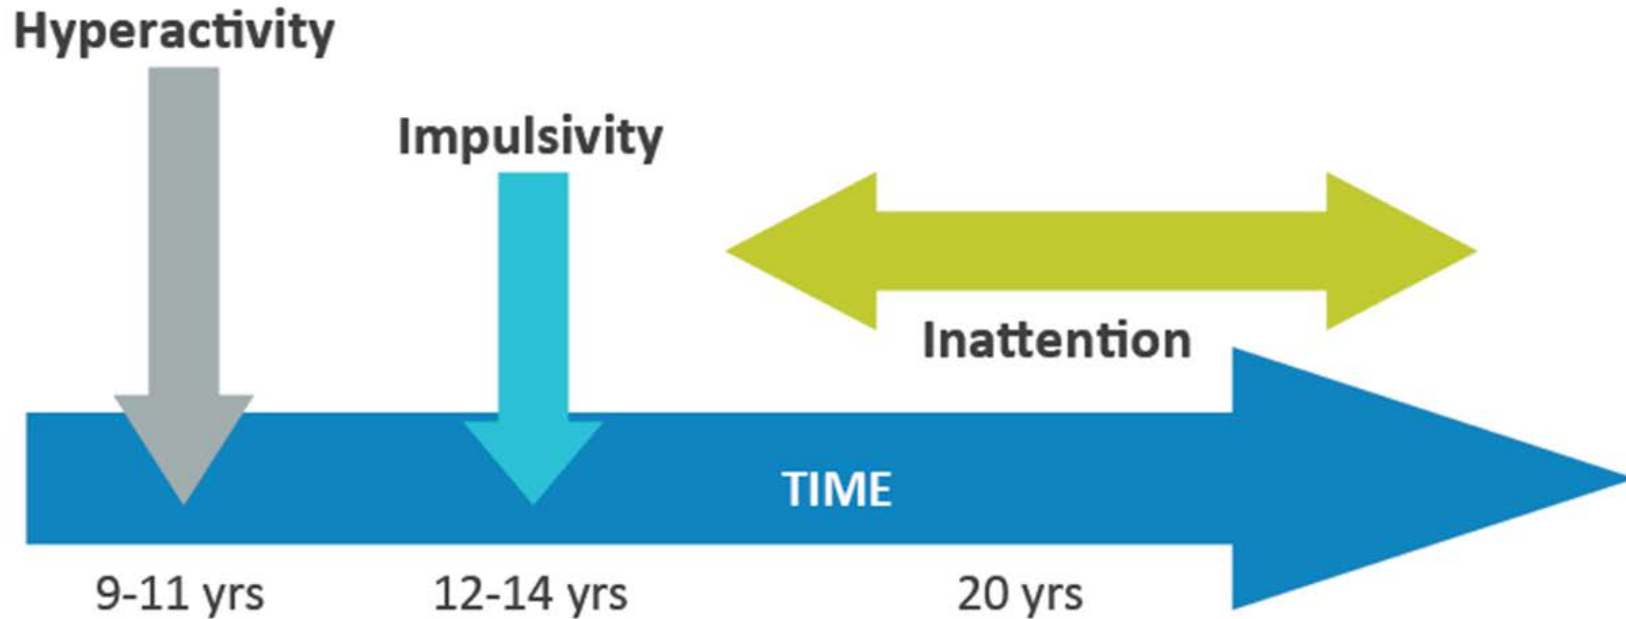 Hyperactivity
Impulsivity
Inattention
TIME
9-11 yrs
12-14 yrs
20 yrs